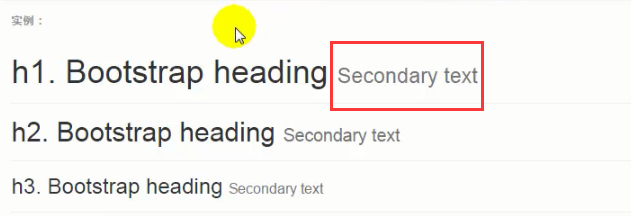 实例：
h1. Bootstrap heading Secondary text
h2. Bootstrap heading Secondary text
h3. Bootstrap heading Secondary text